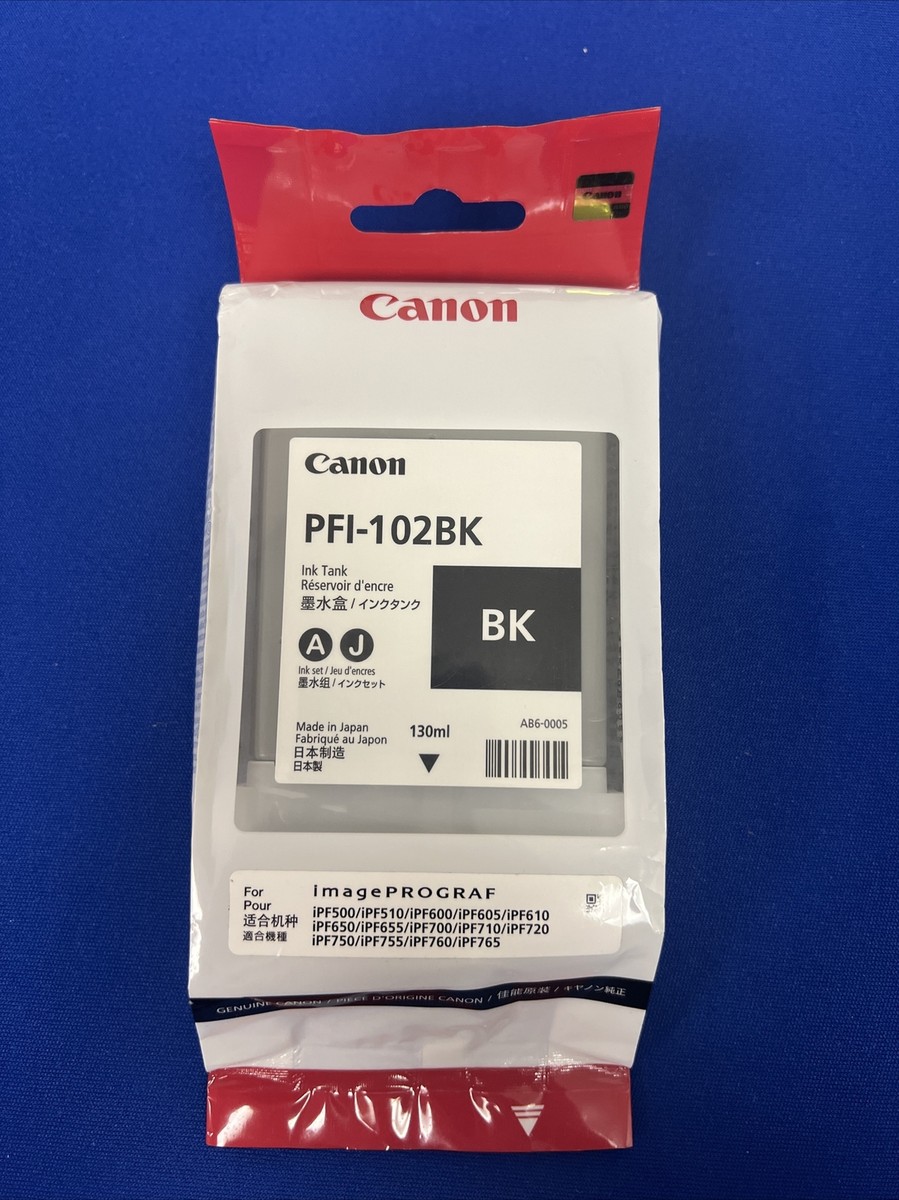 Canon
Canon
Canon
PFI-102BK
Ink Tank
Réservoir d'encre
墨水盒 / インクタンク
BK
A J
Ink set / Jeu d'encres
墨水组 / インクセット
Made in Japan
Fabriqué au Japon
日本制造
日本製
130ml
AB6-0005
For
Pour
适合机种
適合機種
imagePROGRAF
iPF500/iPF510/iPF600/iPF605/iPF610
iPF650/iPF655/iPF700/iPF710/iPF720
iPF750/iPF755/iPF760/iPF765
GENUINE CANON / PIÈCE D'ORIGINE CANON / 佳能原装 / キヤノン純正